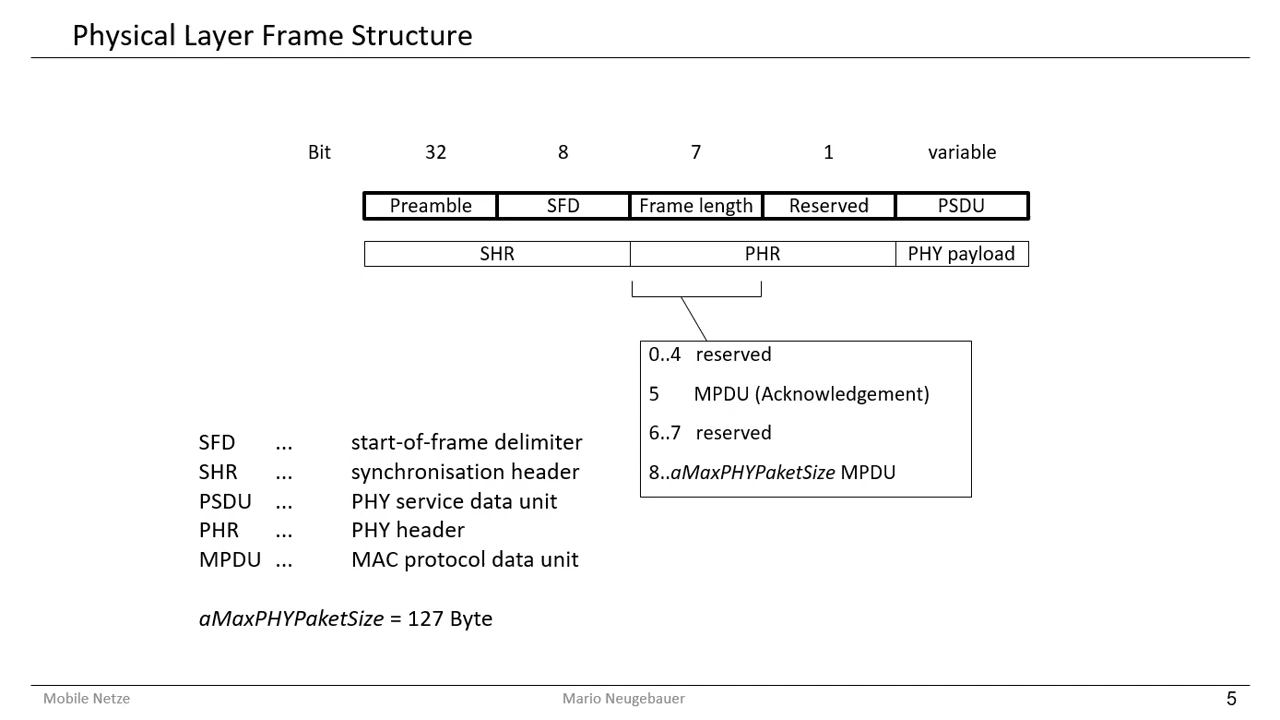 Physical Layer Frame Structure
Bit 32 8 7 1 variable
Preamble SFD Frame length Reserved PSDU
SHR PHR PHY payload
0..4 reserved
5 MPDU (Acknowledgement)
6..7 reserved
8..aMaxPHYPaketSize MPDU
SFD ... start-of-frame delimiter
SHR ... synchronisation header
PSDU ... PHY service data unit
PHR ... PHY header
MPDU ... MAC protocol data unit
aMaxPHYPaketSize = 127 Byte
Mobile Netze Mario Neugebauer 5